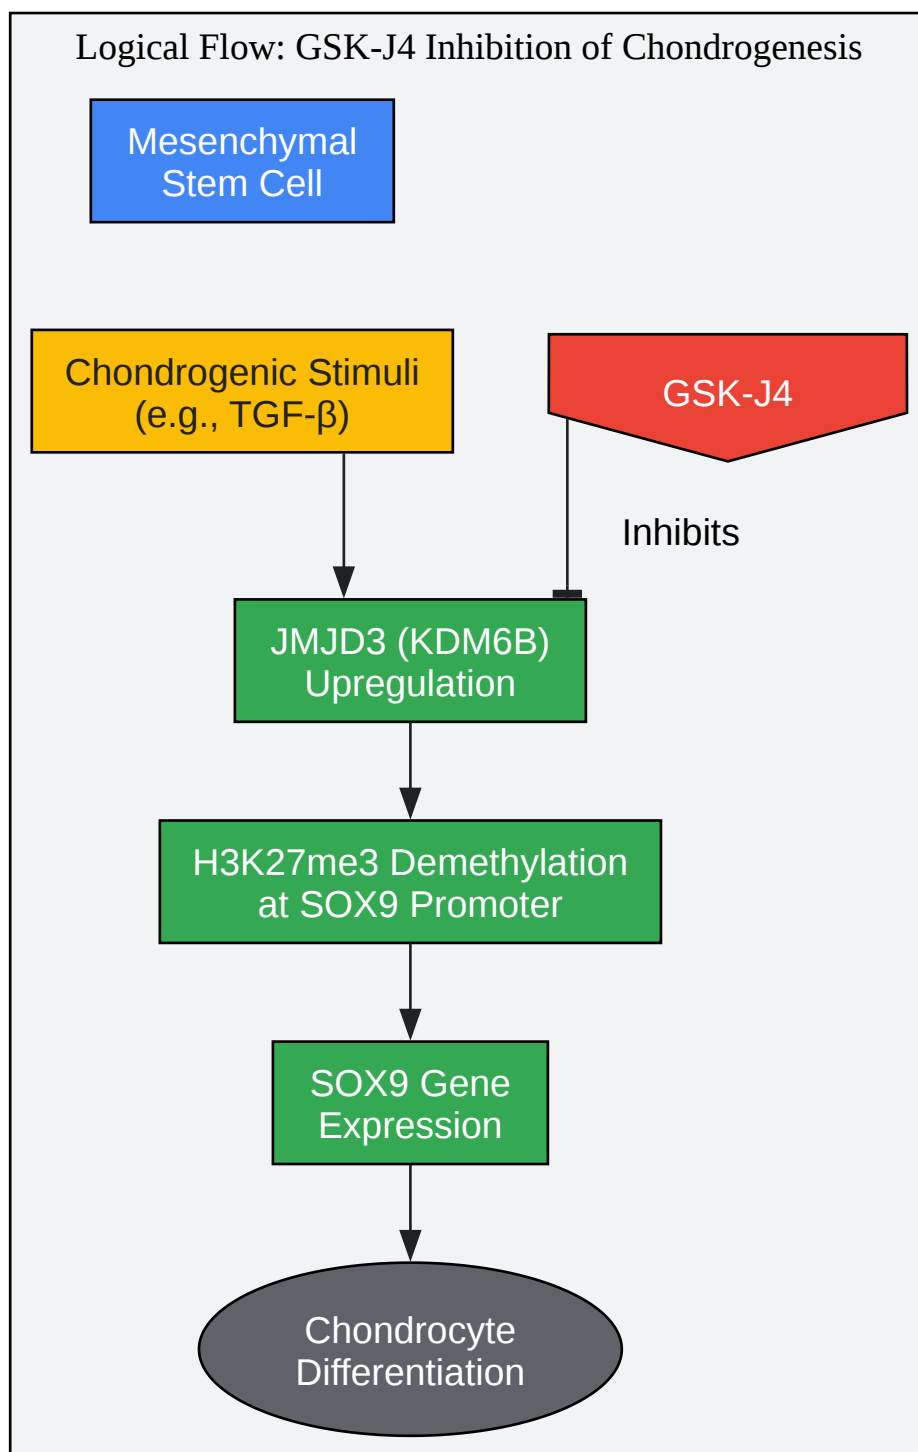 Logical Flow: GSK-J4 Inhibition of Chondrogenesis
Mesenchymal
Stem Cell
Chondrogenic Stimuli
(e.g., TGF-β)
GSK-J4
Inhibits
JMJD3 (KDM6B)
Upregulation
H3K27me3 Demethylation
at SOX9 Promoter
SOX9 Gene
Expression
Chondrocyte
Differentiation